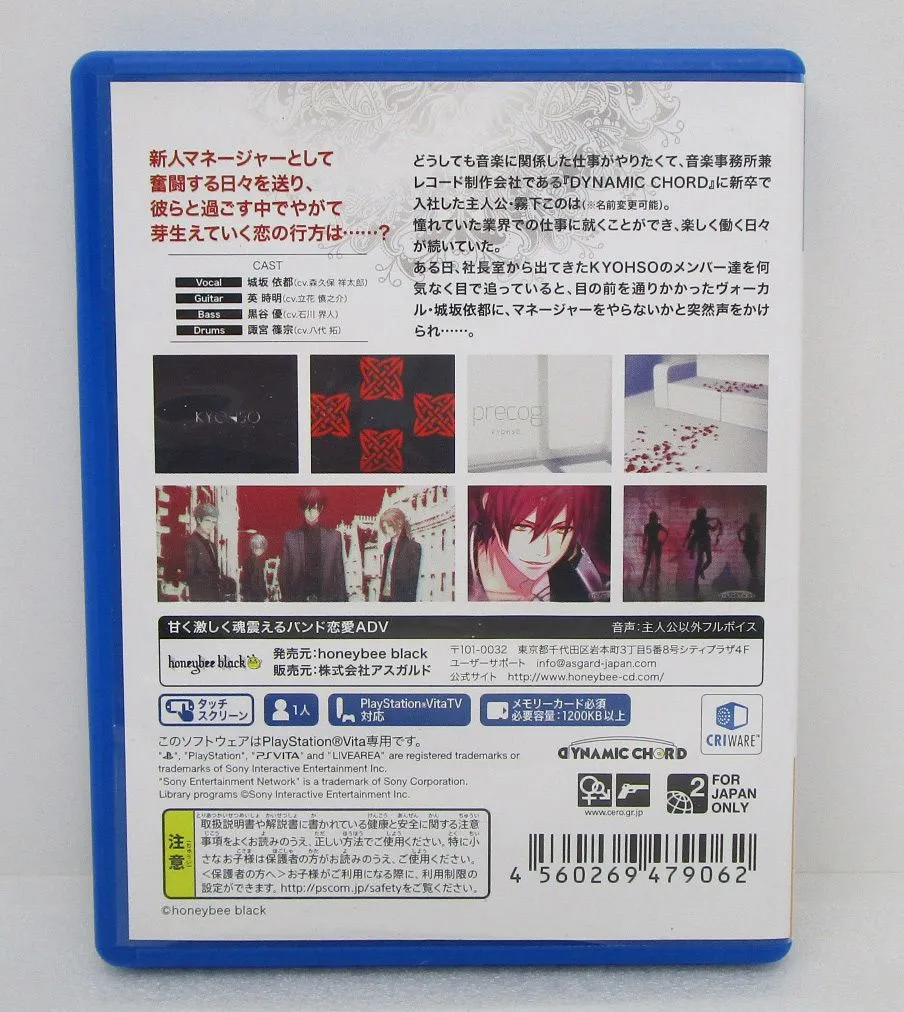 新人マネージャーとして
奮闘する日々を送り、
彼らと過ごす中でやがて
芽生えていく恋の行方は……?
CAST
Vocal 城坂 依都(cv.森久保 祥太郎)
Guitar 英 時明(cv.立花 慎之介)
Bass 黒谷 優(cv.石川 界人)
Drums 諏宮 篠宗(cv.八代 拓)
どうしても音楽に関係した仕事がやりたくて、音楽事務所兼
レコード制作会社である『DYNAMIC CHORD』に新卒で
入社した主人公・霧下このは(※名前変更可能)。
憧れていた業界での仕事に就くことができ、楽しく働く日々
が続いていた。
ある日、社長室から出てきたKYOHSOのメンバー達を何
気なく目で追っていると、目の前を通りかかったヴォーカ
ル・城坂依都に、マネージャーをやらないかと突然声をかけ
られ……。
KYOHSO
precog
KYOHSO
甘く激しく魂震えるバンド恋愛ADV
音声:主人公以外フルボイス
honeybee black
発売元:honeybee black
販売元:株式会社アスガルド
〒101-0032 東京都千代田区岩本町3丁目5番8号シティプラザ4F
ユーザーサポート info@asgard-japan.com
公式サイト http://www.honeybee-cd.com/
タッチ
スクリーン
1人
PlayStation®VitaTV
対応
メモリーカード必須
必要容量:1200KB以上
CRIWARE™
このソフトウェアはPlayStation®Vita専用です。
"", "PlayStation", "PSVITA" and "LIVEAREA" are registered trademarks or
trademarks of Sony Interactive Entertainment Inc.
"Sony Entertainment Network" is a trademark of Sony Corporation.
Library programs ©Sony Interactive Entertainment Inc.
DYNAMIC CHORD
www.cero.gr.jp
2
FOR
JAPAN
ONLY
注意
取扱説明書や解説書に書かれている健康と安全に関する注意
事項をよくお読みのうえ、正しい方法でご使用ください。特に小
さなお子様は保護者の方がお読みのうえ、ご使用ください。
<保護者の方へ>お子様がご利用になる際に、利用制限の
設定ができます。http://pscom.jp/safetyをご覧ください。
4 560269 479062
©honeybee black